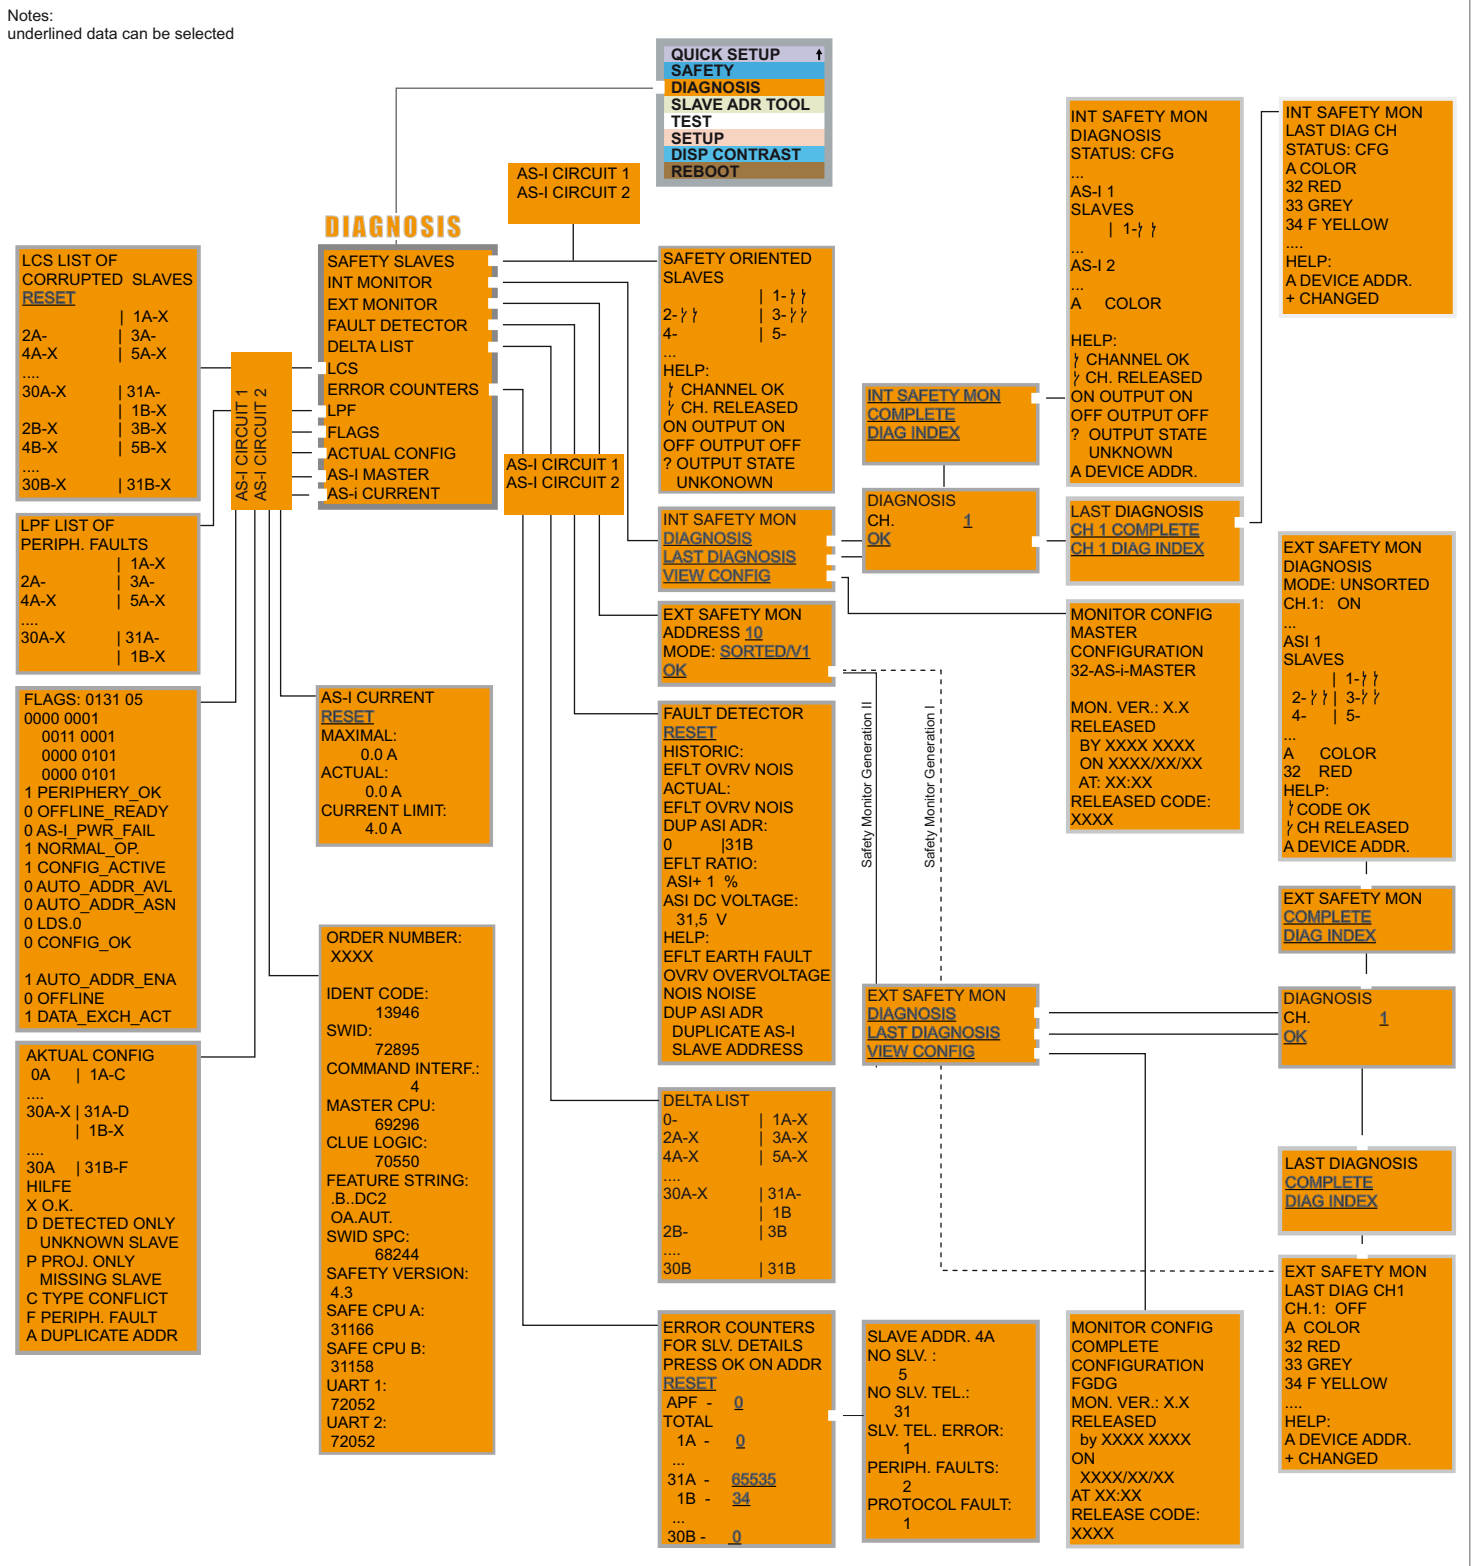 Notes:
underlined data can be selected
QUICK SETUP
SAFETY
DIAGNOSIS
SLAVE ADR TOOL
TEST
SETUP
DISP CONTRAST
REBOOT
AS-I CIRCUIT 1
AS-I CIRCUIT 2
DIAGNOSIS
SAFETY SLAVES
INT MONITOR
EXT MONITOR
FAULT DETECTOR
DELTA LIST
LCS
ERROR COUNTERS
LPF
FLAGS
ACTUAL CONFIG
AS-I MASTER
AS-i CURRENT
LCS LIST OF
CORRUPTED SLAVES
RESET
| 1A-X
2A- | 3A-
4A-X | 5A-X
....
30A-X | 31A-
| 1B-X
2B-X | 3B-X
4B-X | 5B-X
....
30B-X | 31B-X
AS-I CIRCUIT 1
AS-I CIRCUIT 2
LPF LIST OF
PERIPH. FAULTS
| 1A-X
2A- | 3A-
4A-X | 5A-X
....
30A-X | 31A-
| 1B-X
FLAGS: 0131 05
0000 0001
0011 0001
0000 0101
0000 0101
1 PERIPHERY_OK
0 OFFLINE_READY
0 AS-I_PWR_FAIL
1 NORMAL_OP.
1 CONFIG_ACTIVE
0 AUTO_ADDR_AVL
0 AUTO_ADDR_ASN
0 LDS.0
0 CONFIG_OK
1 AUTO_ADDR_ENA
0 OFFLINE
1 DATA_EXCH_ACT
AKTUAL CONFIG
0A | 1A-C
....
30A-X | 31A-D
| 1B-X
....
30A | 31B-F
HILFE
X O.K.
D DETECTED ONLY
UNKNOWN SLAVE
P PROJ. ONLY
MISSING SLAVE
C TYPE CONFLICT
F PERIPH. FAULT
A DUPLICATE ADDR
AS-I CURRENT
RESET
MAXIMAL:
0.0 A
ACTUAL:
0.0 A
CURRENT LIMIT:
4.0 A
ORDER NUMBER:
XXXX
IDENT CODE:
13946
SWID:
72895
COMMAND INTERF.:
4
MASTER CPU:
69296
CLUE LOGIC:
70550
FEATURE STRING:
.B..DC2
OA.AUT.
SWID SPC:
68244
SAFETY VERSION:
4.3
SAFE CPU A:
31166
SAFE CPU B:
31158
UART 1:
72052
UART 2:
72052
AS-I CIRCUIT 1
AS-I CIRCUIT 2
SAFETY ORIENTED
SLAVES
| 1-
2- | 3-
4- | 5-
...
HELP:
CHANNEL OK
CH. RELEASED
ON OUTPUT ON
OFF OUTPUT OFF
? OUTPUT STATE
UNKONOWN
INT SAFETY MON
DIAGNOSIS
LAST DIAGNOSIS
VIEW CONFIG
EXT SAFETY MON
ADDRESS 10
MODE: SORTED/V1
OK
FAULT DETECTOR
RESET
HISTORIC:
EFLT OVRV NOIS
ACTUAL:
EFLT OVRV NOIS
DUP ASI ADR:
0 |31B
EFLT RATIO:
ASI+ 1 %
ASI DC VOLTAGE:
31,5 V
HELP:
EFLT EARTH FAULT
OVRV OVERVOLTAGE
NOIS NOISE
DUP ASI ADR
DUPLICATE AS-I
SLAVE ADDRESS
DELTA LIST
0- | 1A-X
2A-X | 3A-X
4A-X | 5A-X
....
30A-X | 31A-
| 1B
2B- | 3B
....
30B | 31B
ERROR COUNTERS
FOR SLV. DETAILS
PRESS OK ON ADDR
RESET
APF - 0
TOTAL
1A - 0
...
31A - 65535
1B - 34
...
30B - 0
SLAVE ADDR. 4A
NO SLV. :
5
NO SLV. TEL.:
31
SLV. TEL. ERROR:
1
PERIPH. FAULTS:
2
PROTOCOL FAULT:
1
INT SAFETY MON
COMPLETE
DIAG INDEX
DIAGNOSIS
CH. 1
OK
Safety Monitor Generation II
Safety Monitor Generation I
EXT SAFETY MON
DIAGNOSIS
LAST DIAGNOSIS
VIEW CONFIG
INT SAFETY MON
DIAGNOSIS
STATUS: CFG
...
AS-I 1
SLAVES
| 1-
...
AS-I 2
...
A COLOR
HELP:
CHANNEL OK
CH. RELEASED
ON OUTPUT ON
OFF OUTPUT OFF
? OUTPUT STATE
UNKNOWN
A DEVICE ADDR.
LAST DIAGNOSIS
CH 1 COMPLETE
CH 1 DIAG INDEX
MONITOR CONFIG
MASTER
CONFIGURATION
32-AS-i-MASTER
MON. VER.: X.X
RELEASED
BY XXXX XXXX
ON XXXX/XX/XX
AT: XX:XX
RELEASED CODE:
XXXX
INT SAFETY MON
LAST DIAG CH
STATUS: CFG
A COLOR
32 RED
33 GREY
34 F YELLOW
....
HELP:
A DEVICE ADDR.
+ CHANGED
EXT SAFETY MON
DIAGNOSIS
MODE: UNSORTED
CH.1: ON
...
ASI 1
SLAVES
| 1-
2- | 3-
4- | 5-
...
A COLOR
32 RED
HELP:
CODE OK
CH RELEASED
A DEVICE ADDR.
EXT SAFETY MON
COMPLETE
DIAG INDEX
DIAGNOSIS
CH. 1
OK
LAST DIAGNOSIS
COMPLETE
DIAG INDEX
EXT SAFETY MON
LAST DIAG CH1
CH.1: OFF
A COLOR
32 RED
33 GREY
34 F YELLOW
....
HELP:
A DEVICE ADDR.
+ CHANGED
MONITOR CONFIG
COMPLETE
CONFIGURATION
FGDG
MON. VER.: X.X
RELEASED
by XXXX XXXX
ON
XXXX/XX/XX
AT XX:XX
RELEASE CODE:
XXXX